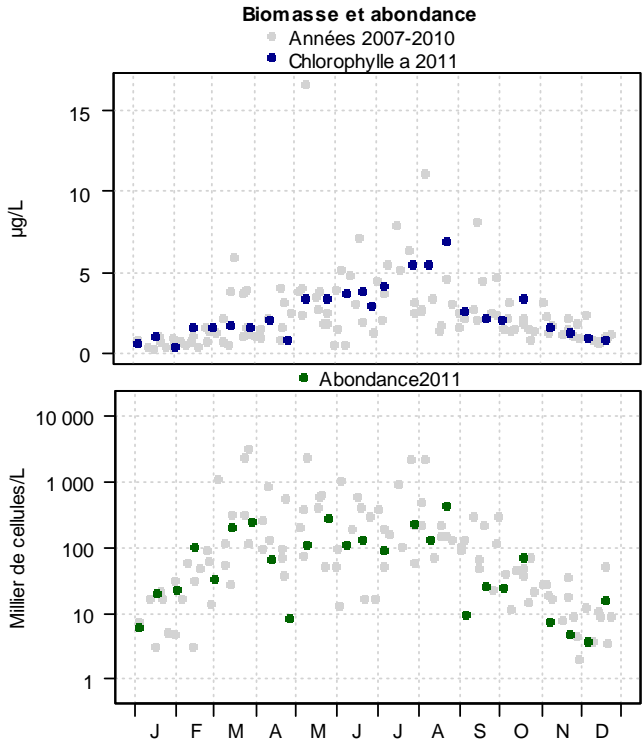 Biomasse et abondance
Années 2007-2010
Chlorophylle a 2011
µg/L
15
10
5
0
Abondance2011
Millier de cellules/L
10 000
1 000
100
10
1
J F M A M J J A S O N D